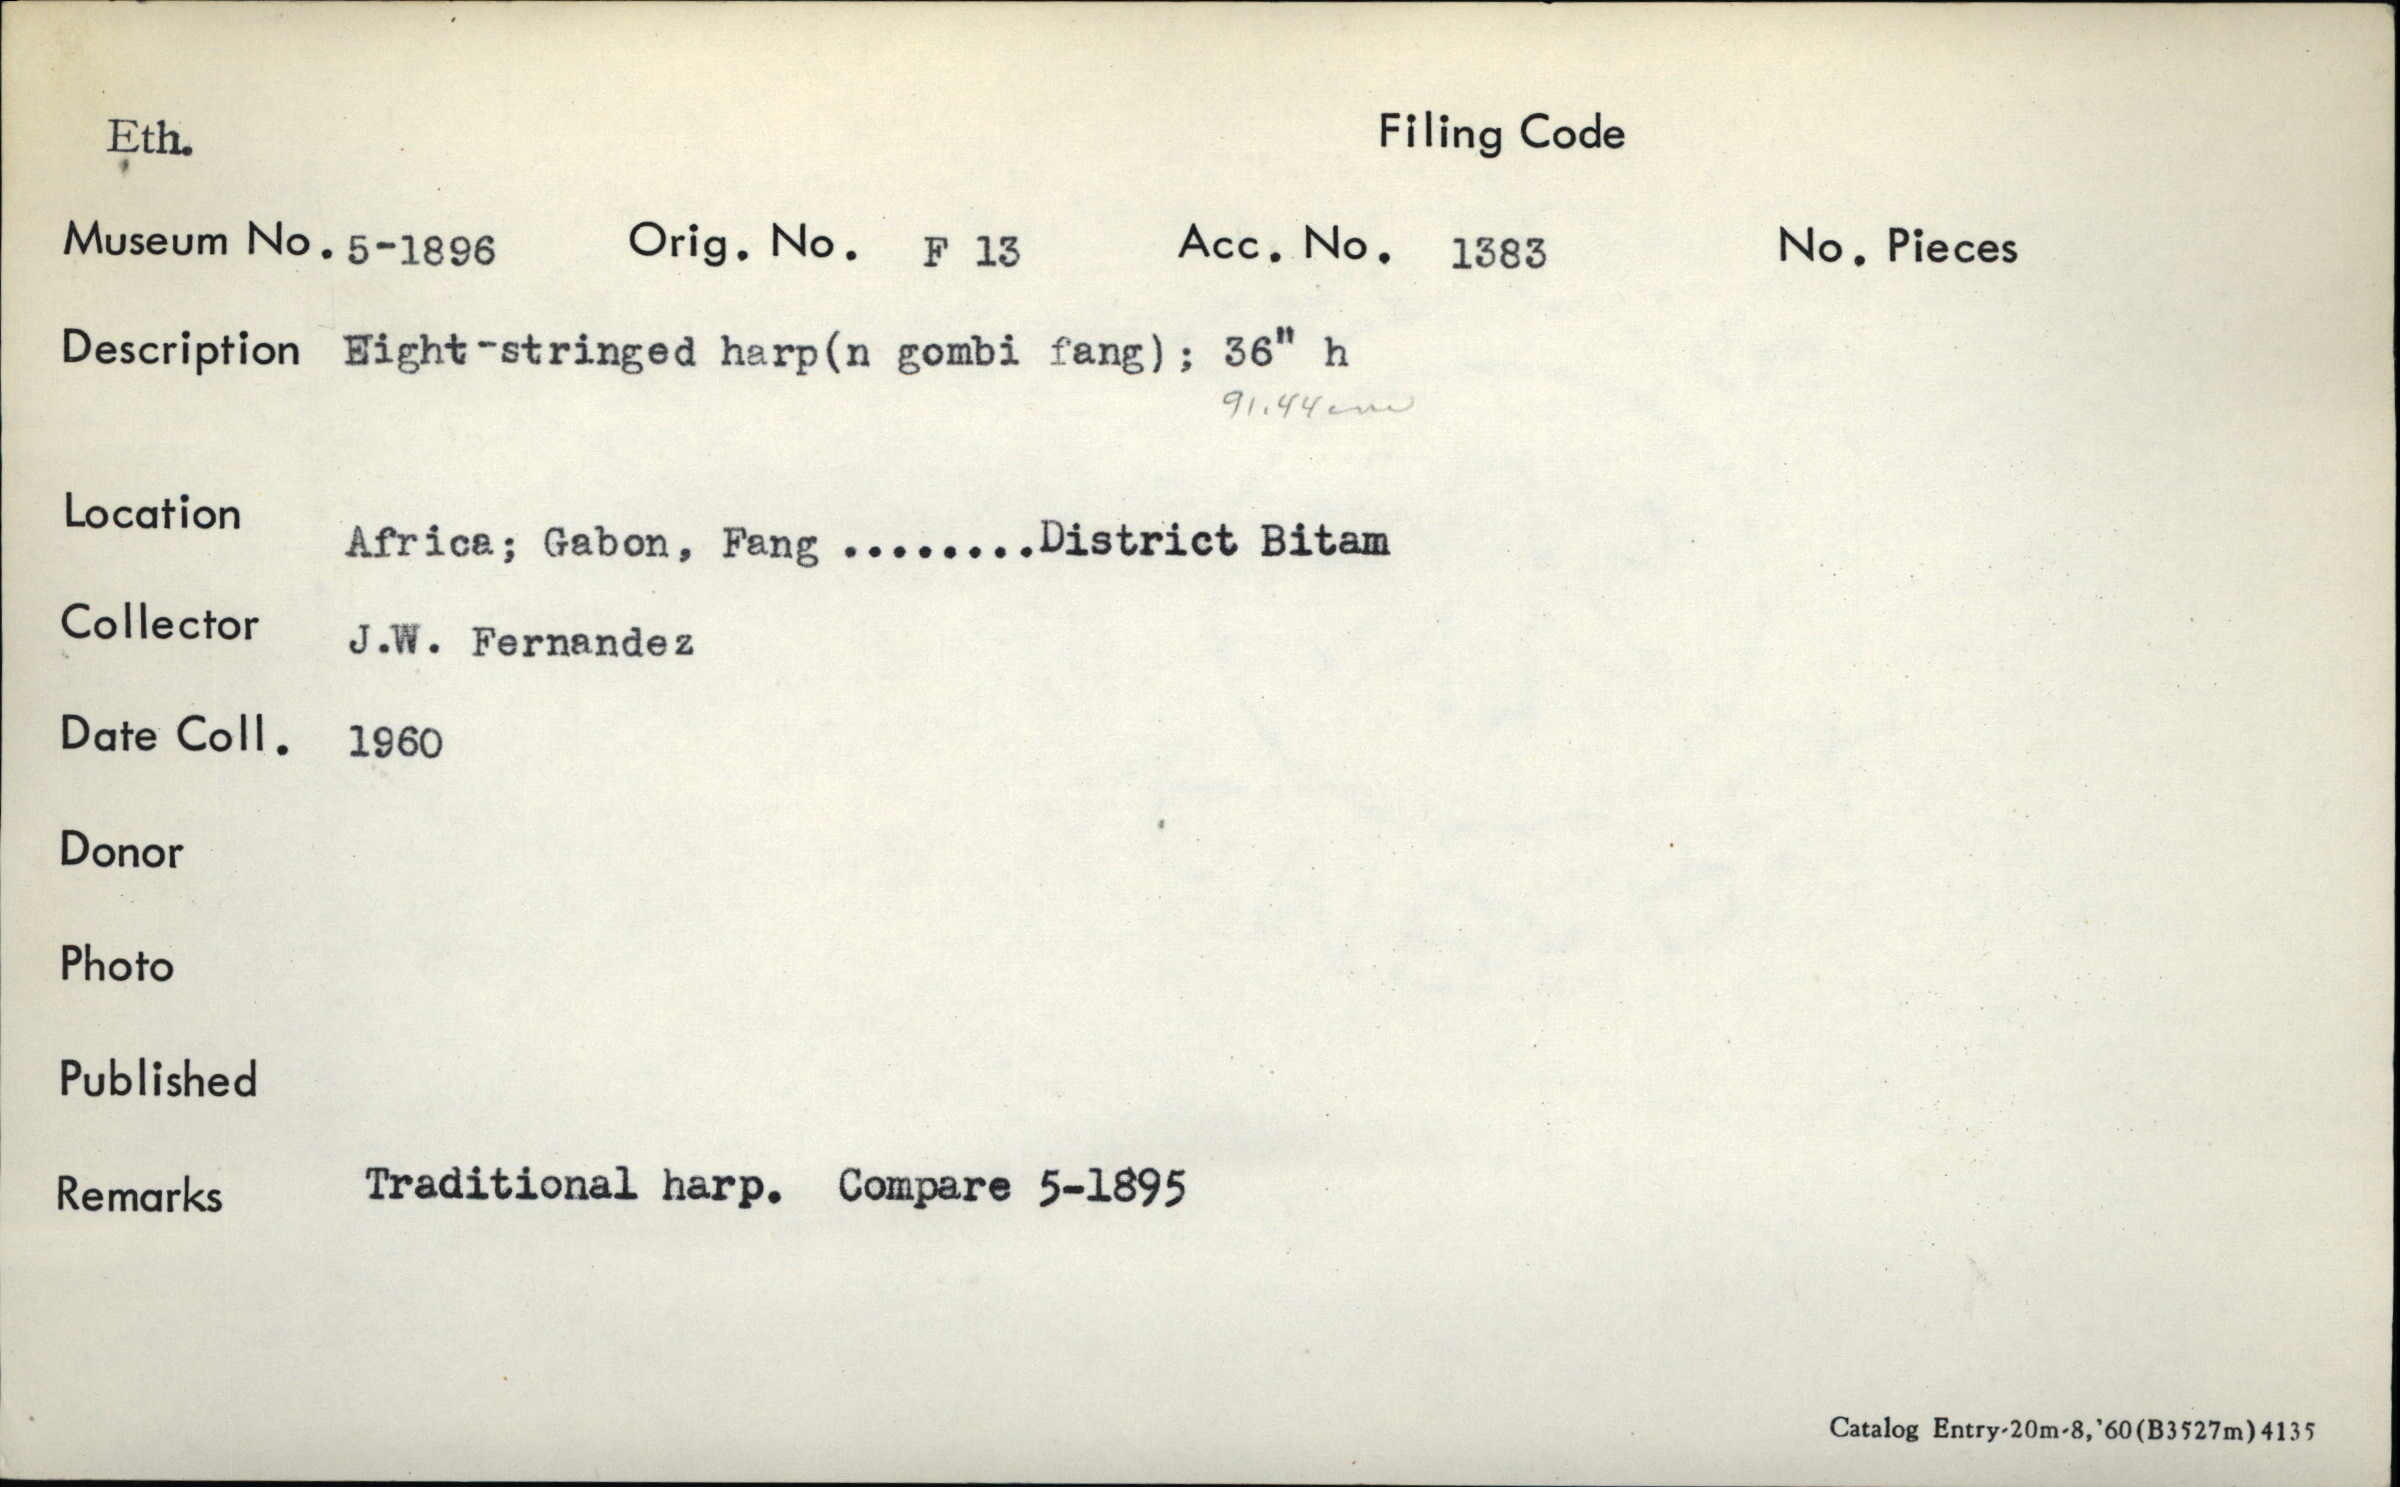 Eth. Filing Code
Museum No. 5-1896 Orig. No. F 13 Acc. No. 1383 No. Pieces
Description Eight-stringed harp(n gombi fang); 36" h
91.44cm
Location Africa; Gabon, Fang ........District Bitam
Collector J.W. Fernandez
Date Coll. 1960
Donor
Photo
Published
Remarks Traditional harp. Compare 5-1895
Catalog Entry-20m-8,'60(B3527m)4135